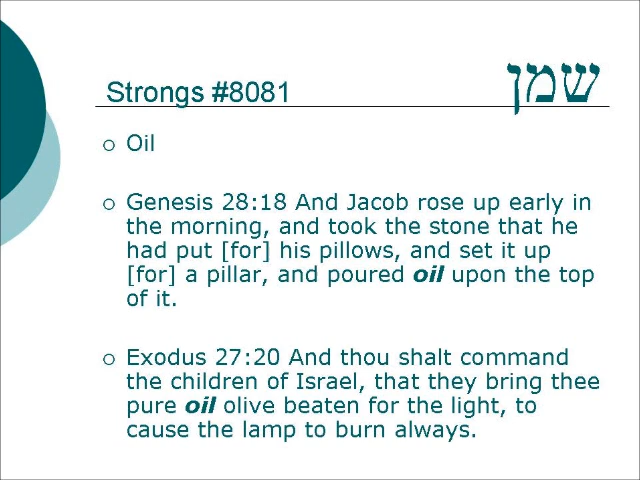 Strongs #8081 שמן
○ Oil
○ Genesis 28:18 And Jacob rose up early in
the morning, and took the stone that he
had put [for] his pillows, and set it up
[for] a pillar, and poured oil upon the top
of it.
○ Exodus 27:20 And thou shalt command
the children of Israel, that they bring thee
pure oil olive beaten for the light, to
cause the lamp to burn always.